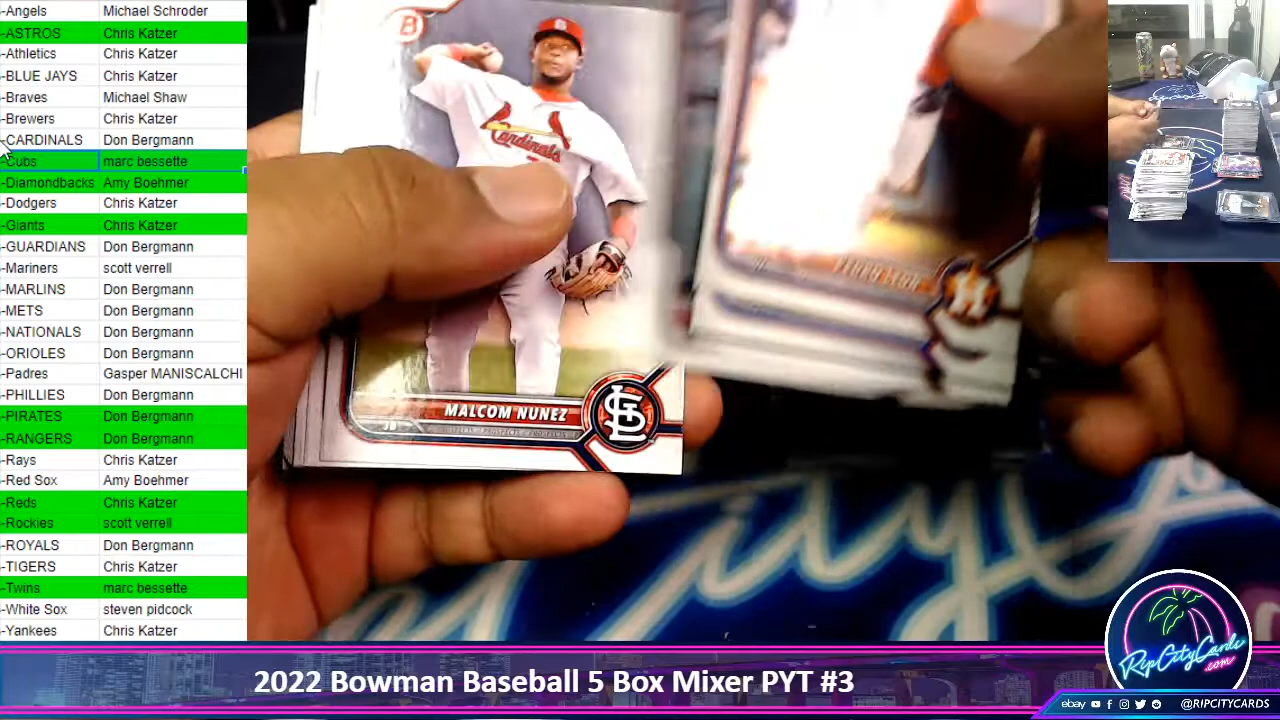 -Angels Michael Schroder
-ASTROS Chris Katzer
-Athletics Chris Katzer
-BLUE JAYS Chris Katzer
-Braves Michael Shaw
-Brewers Chris Katzer
-CARDINALS Don Bergmann
-Cubs marc bessette
-Diamondbacks Amy Boehmer
-Dodgers Chris Katzer
-Giants Chris Katzer
-GUARDIANS Don Bergmann
-Mariners scott verrell
-MARLINS Don Bergmann
-METS Don Bergmann
-NATIONALS Don Bergmann
-ORIOLES Don Bergmann
-Padres Gasper MANISCALCHI
-PHILLIES Don Bergmann
-PIRATES Don Bergmann
-RANGERS Don Bergmann
-Rays Chris Katzer
-Red Sox Amy Boehmer
-Reds Chris Katzer
-Rockies scott verrell
-ROYALS Don Bergmann
-TIGERS Chris Katzer
-Twins marc bessette
-White Sox steven pidcock
-Yankees Chris Katzer
B
Cardinals
MALCOM NUNEZ
3B
STL
H
RipCityCards
.com
2022 Bowman Baseball 5 Box Mixer PYT #3
ebay @RIPCITYCARDS